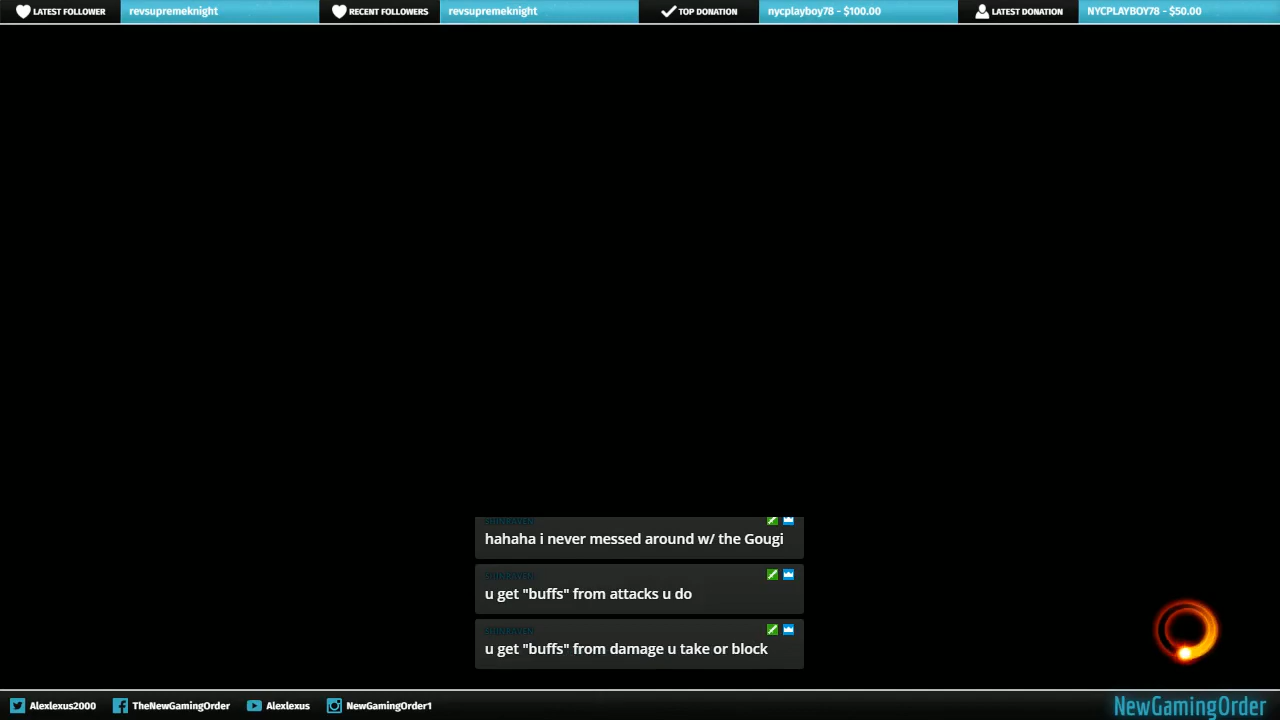 LATEST FOLLOWER revsupremeknight RECENT FOLLOWERS revsupremeknight TOP DONATION nycplayboy78 - $100.00 LATEST DONATION NYCPLAYBOY78 - $50.00
hahaha i never messed around w/ the Gougi
SHINXAVEN
u get "buffs" from attacks u do
SHINXAVEN
u get "buffs" from damage u take or block
Alexlexus2000 TheNewGamingOrder Alexlexus NewGamingOrder1 NewGamingOrder